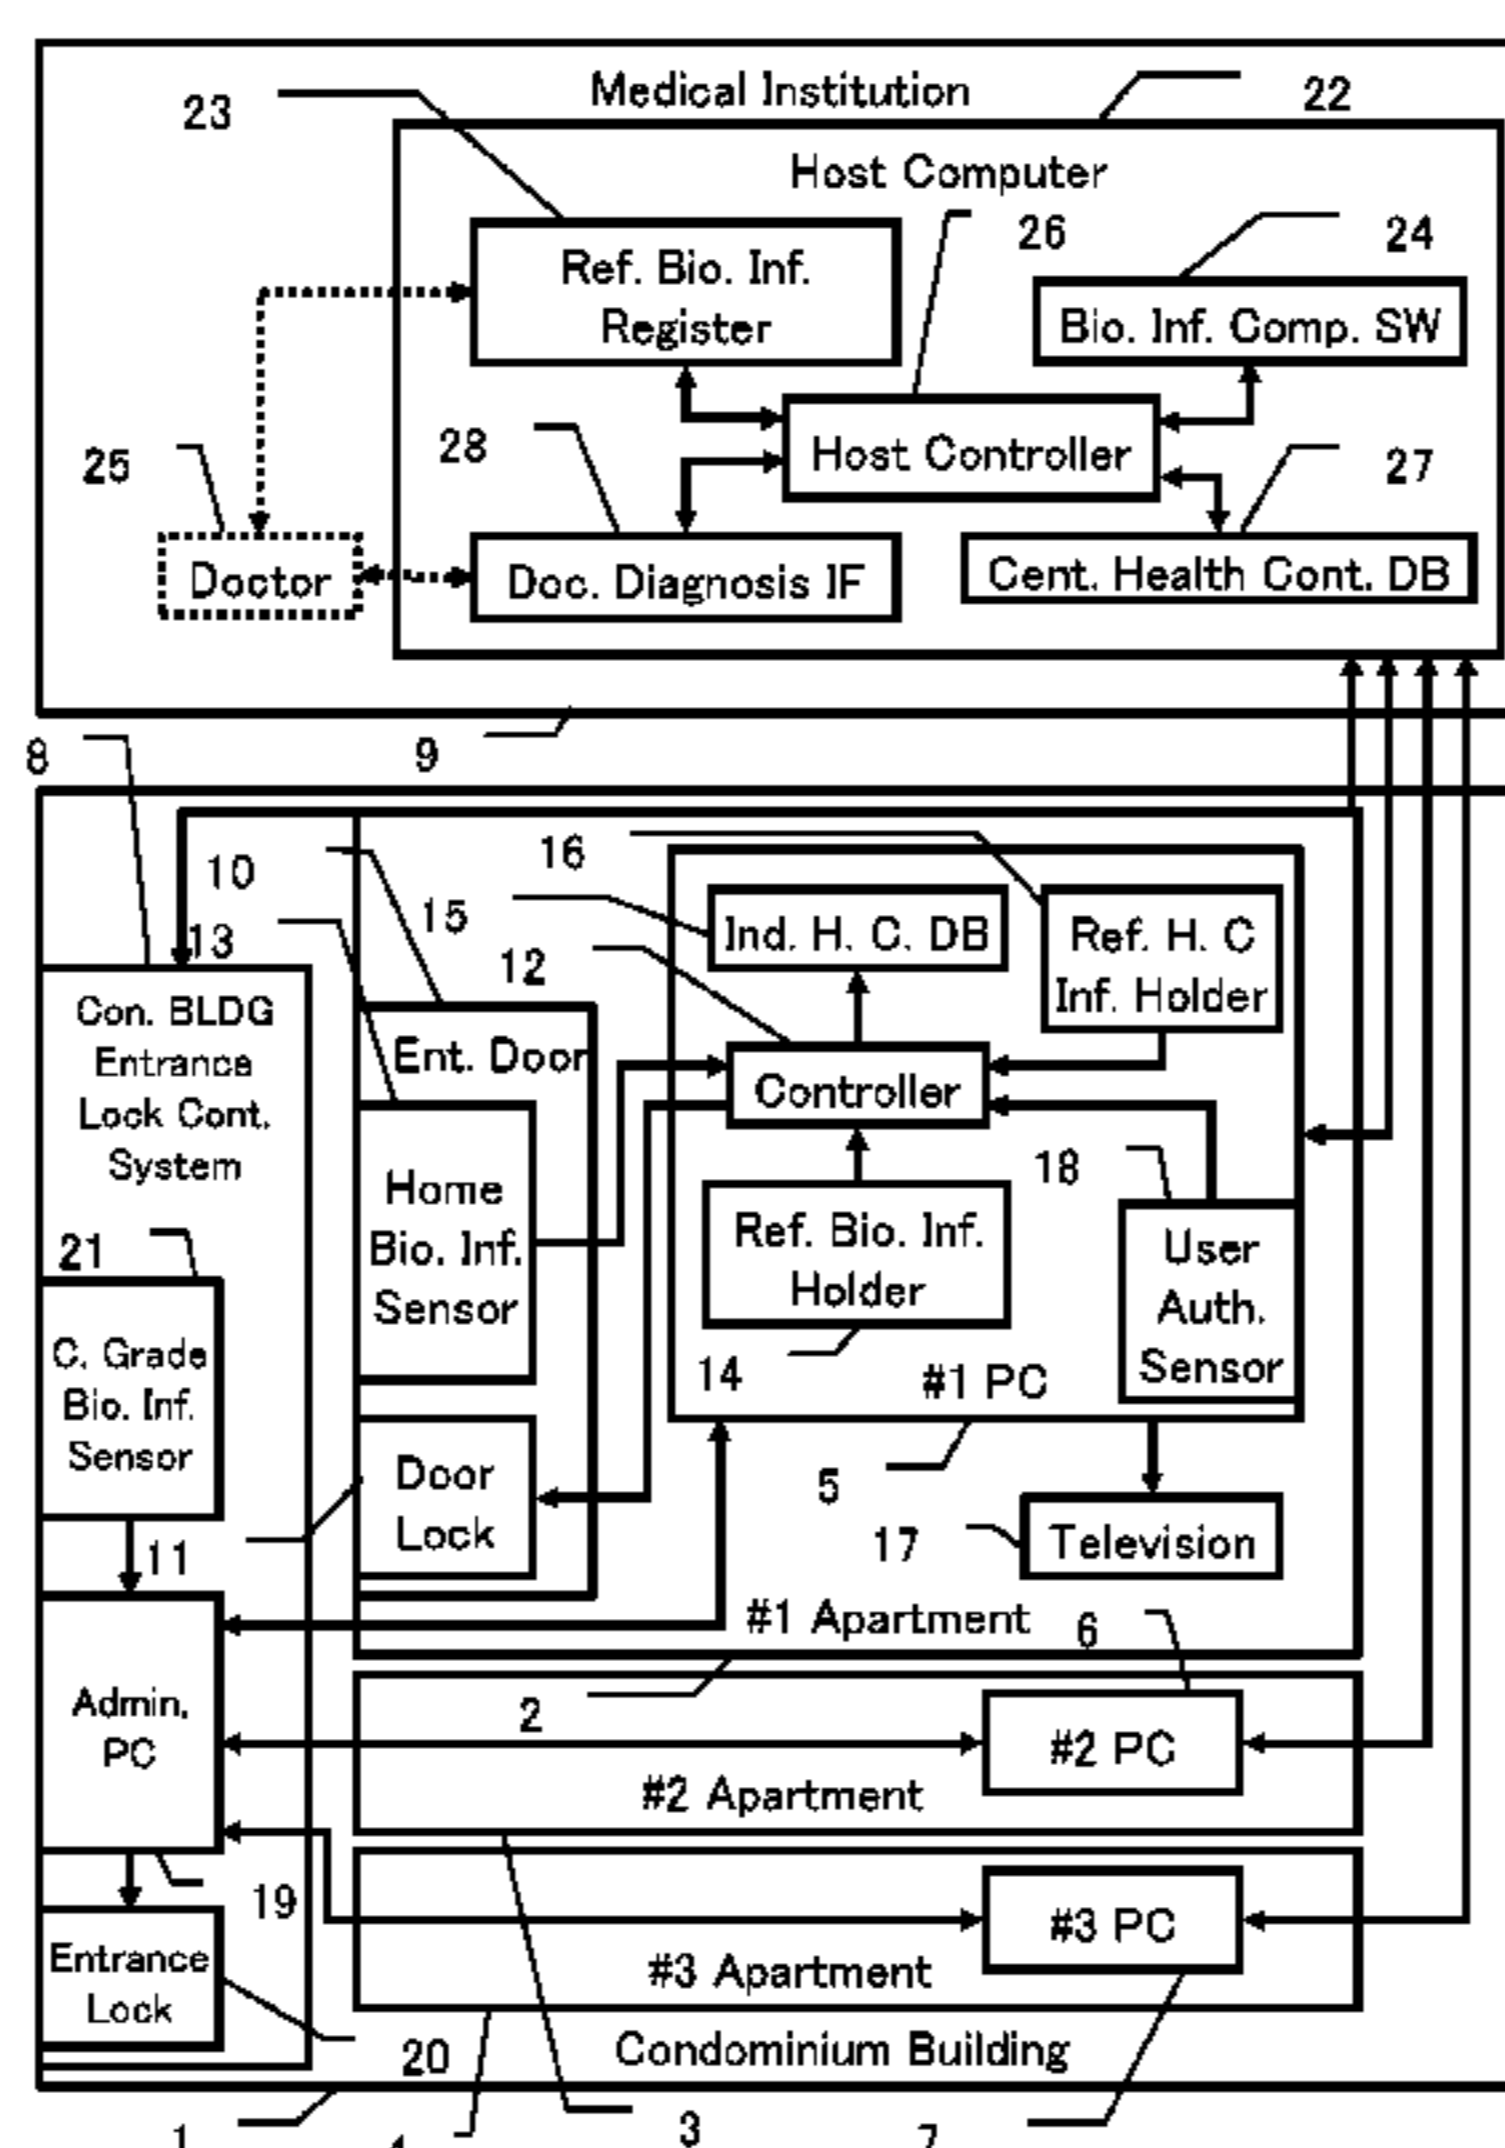 Medical Institution
23
22
Host Computer
26
24
Ref. Bio. Inf.
Register
Bio. Inf. Comp. SW
28
Host Controller
25
27
Doctor
Doc. Diagnosis IF
Cent. Health Cont. DB
8
9
10
16
15
13
12
Ind. H. C. DB
Ref. H. C
Inf. Holder
Con. BLDG
Entrance
Lock Cont.
System
Ent. Door
Controller
18
Home
Bio. Inf.
Sensor
Ref. Bio. Inf.
Holder
User
Auth.
Sensor
21
C. Grade
Bio. Inf.
Sensor
14
#1 PC
Door
Lock
5
11
17
Television
#1 Apartment
6
Admin.
PC
2
#2 PC
#2 Apartment
19
#3 PC
Entrance
Lock
#3 Apartment
20
Condominium Building
1
4
3
7